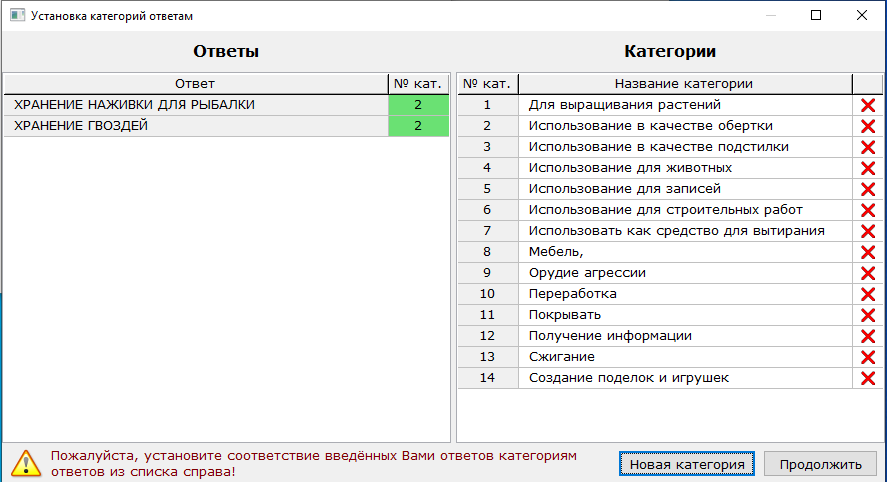 Установка категорий ответам
Ответы
Категории
Ответ № кат.
ХРАНЕНИЕ НАЖИВКИ ДЛЯ РЫБАЛКИ 2
ХРАНЕНИЕ ГВОЗДЕЙ 2
№ кат. Название категории
1 Для выращивания растений
2 Использование в качестве обертки
3 Использование в качестве подстилки
4 Использование для животных
5 Использование для записей
6 Использование для строительных работ
7 Использовать как средство для вытирания
8 Мебель,
9 Орудие агрессии
10 Переработка
11 Покрывать
12 Получение информации
13 Сжигание
14 Создание поделок и игрушек
Пожалуйста, установите соответствие введённых Вами ответов категориям
ответов из списка справа!
Новая категория
Продолжить